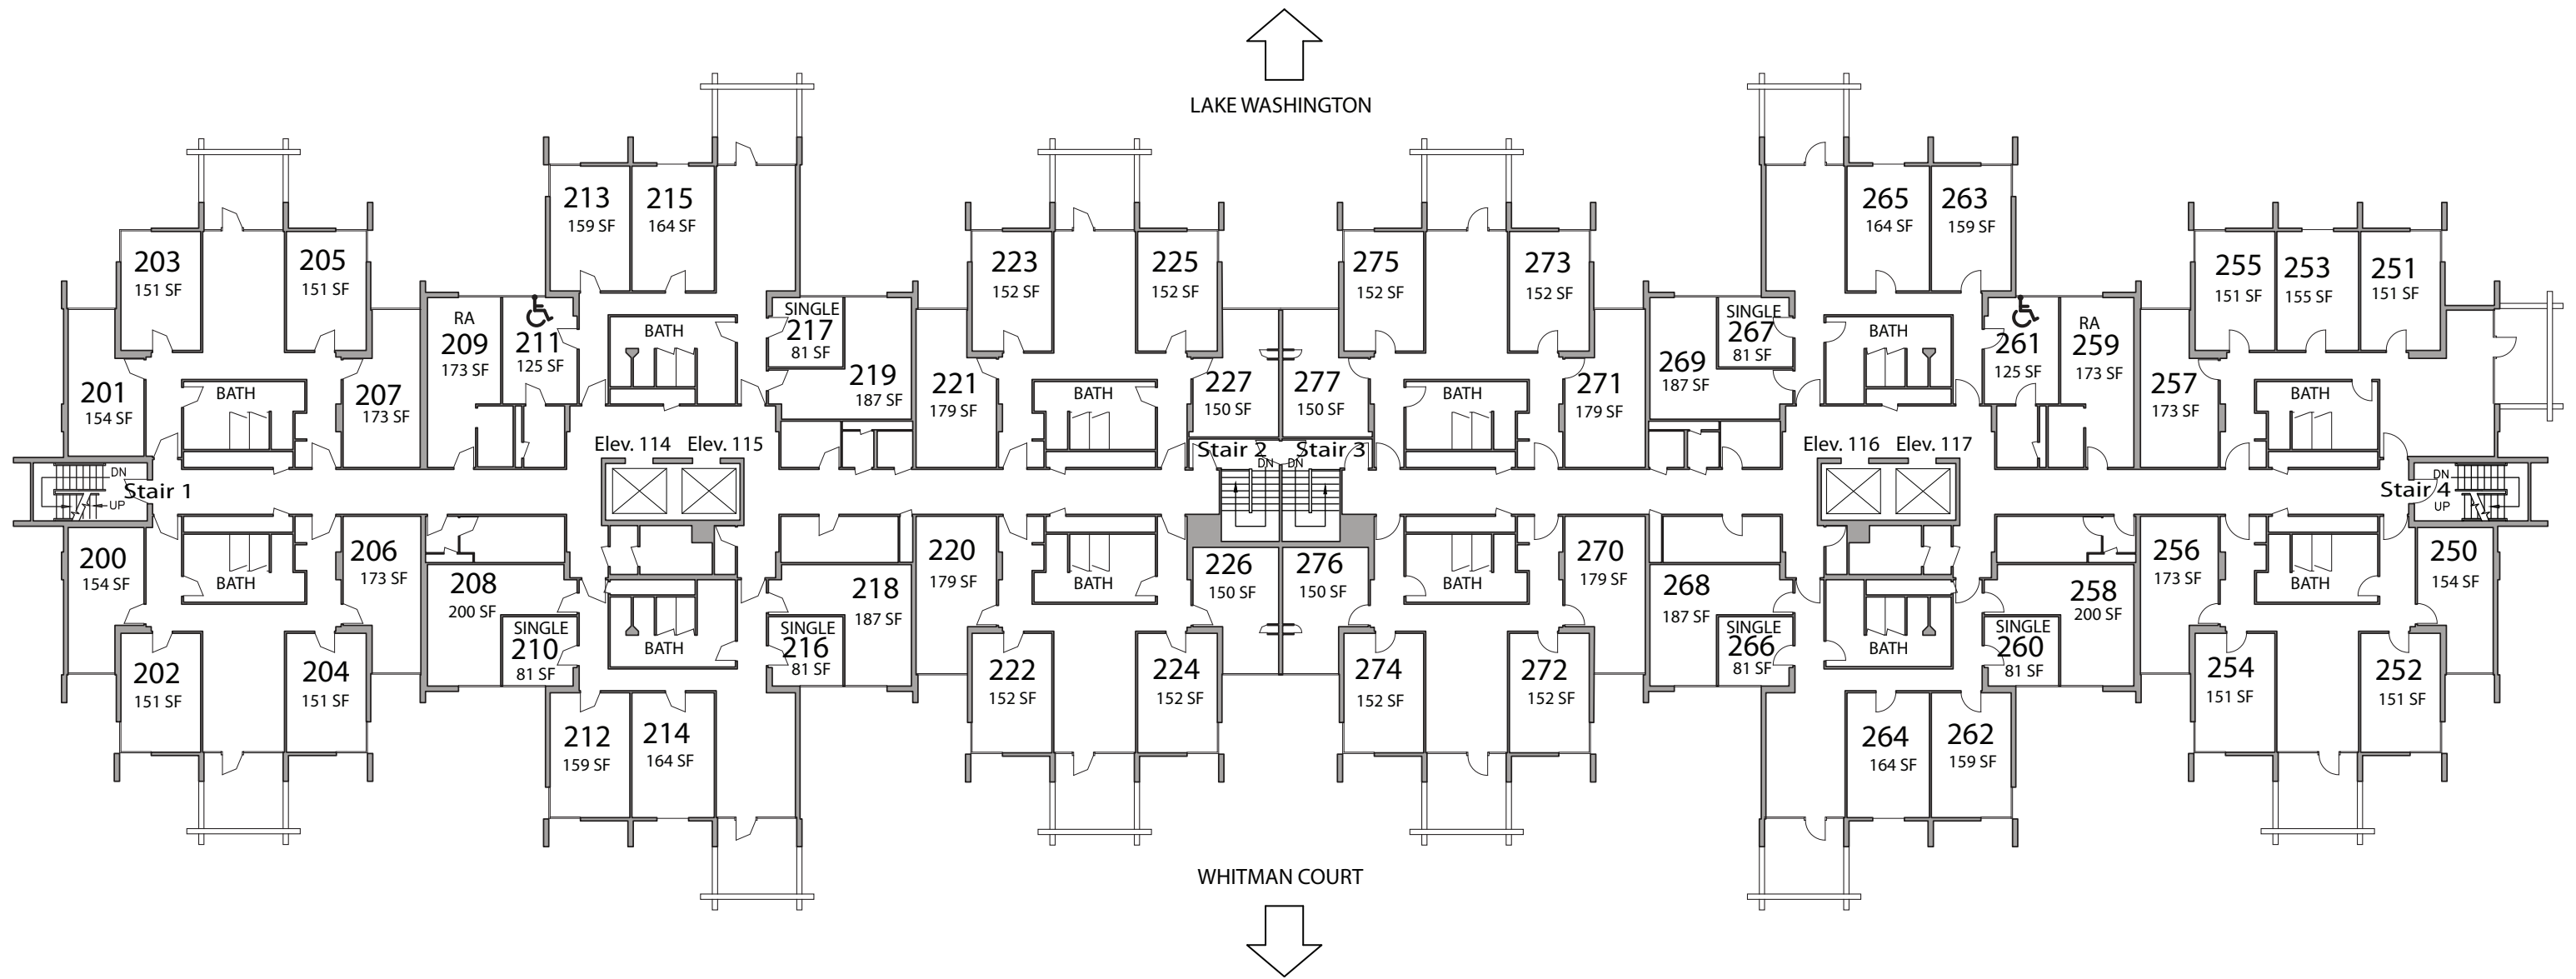 LAKE WASHINGTON
213
159 SF
215
164 SF
265
164 SF
263
159 SF
203
151 SF
205
151 SF
223
152 SF
225
152 SF
275
152 SF
273
152 SF
255
151 SF
253
155 SF
251
151 SF
RA
209
173 SF
211
125 SF
BATH
SINGLE
217
81 SF
219
187 SF
SINGLE
267
81 SF
269
187 SF
BATH
261
125 SF
RA
259
173 SF
201
154 SF
BATH
207
173 SF
221
179 SF
BATH
227
150 SF
277
150 SF
BATH
271
179 SF
257
173 SF
BATH
Elev. 114
Elev. 115
Stair 2
Stair 3
DN
DN
Elev. 116
Elev. 117
DN
Stair 1
UP
DN
Stair 4
UP
200
154 SF
BATH
206
173 SF
208
200 SF
SINGLE
210
81 SF
BATH
SINGLE
216
81 SF
218
187 SF
220
179 SF
BATH
226
150 SF
276
150 SF
BATH
270
179 SF
268
187 SF
SINGLE
266
81 SF
BATH
SINGLE
260
81 SF
258
200 SF
256
173 SF
BATH
250
154 SF
202
151 SF
204
151 SF
222
152 SF
224
152 SF
274
152 SF
272
152 SF
254
151 SF
252
151 SF
212
159 SF
214
164 SF
264
164 SF
262
159 SF
WHITMAN COURT